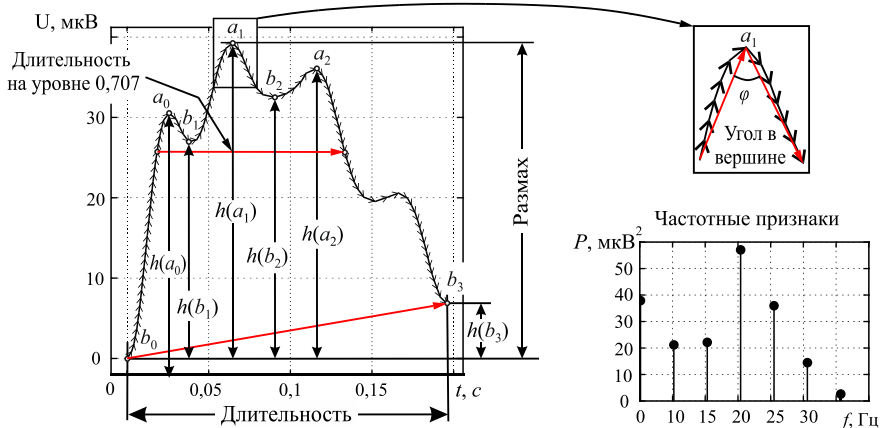 U, мкВ
Длительность
на уровне 0,707
a0
b1
a1
b2
a2
30
20
10
0
h(a0)
h(b1)
h(a1)
h(b2)
h(a2)
Размах
b0
b3
h(b3)
0
0,05
0,1
0,15
t, с
Длительность
a1
φ
Угол в
вершине
Частотные признаки
P, мкВ2
50
40
30
20
10
0
0
10
15
20
25
30
f, Гц